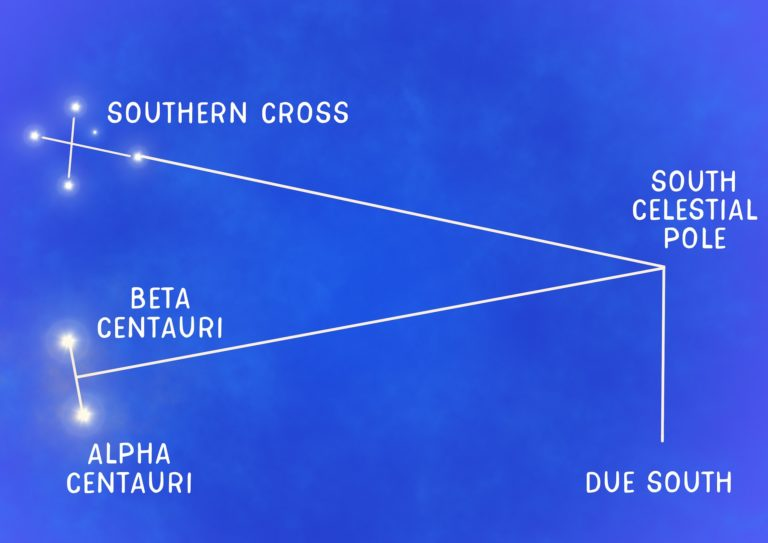 SOUTHERN CROSS
SOUTH
CELESTIAL
POLE
BETA
CENTAURI
ALPHA
CENTAURI
DUE SOUTH